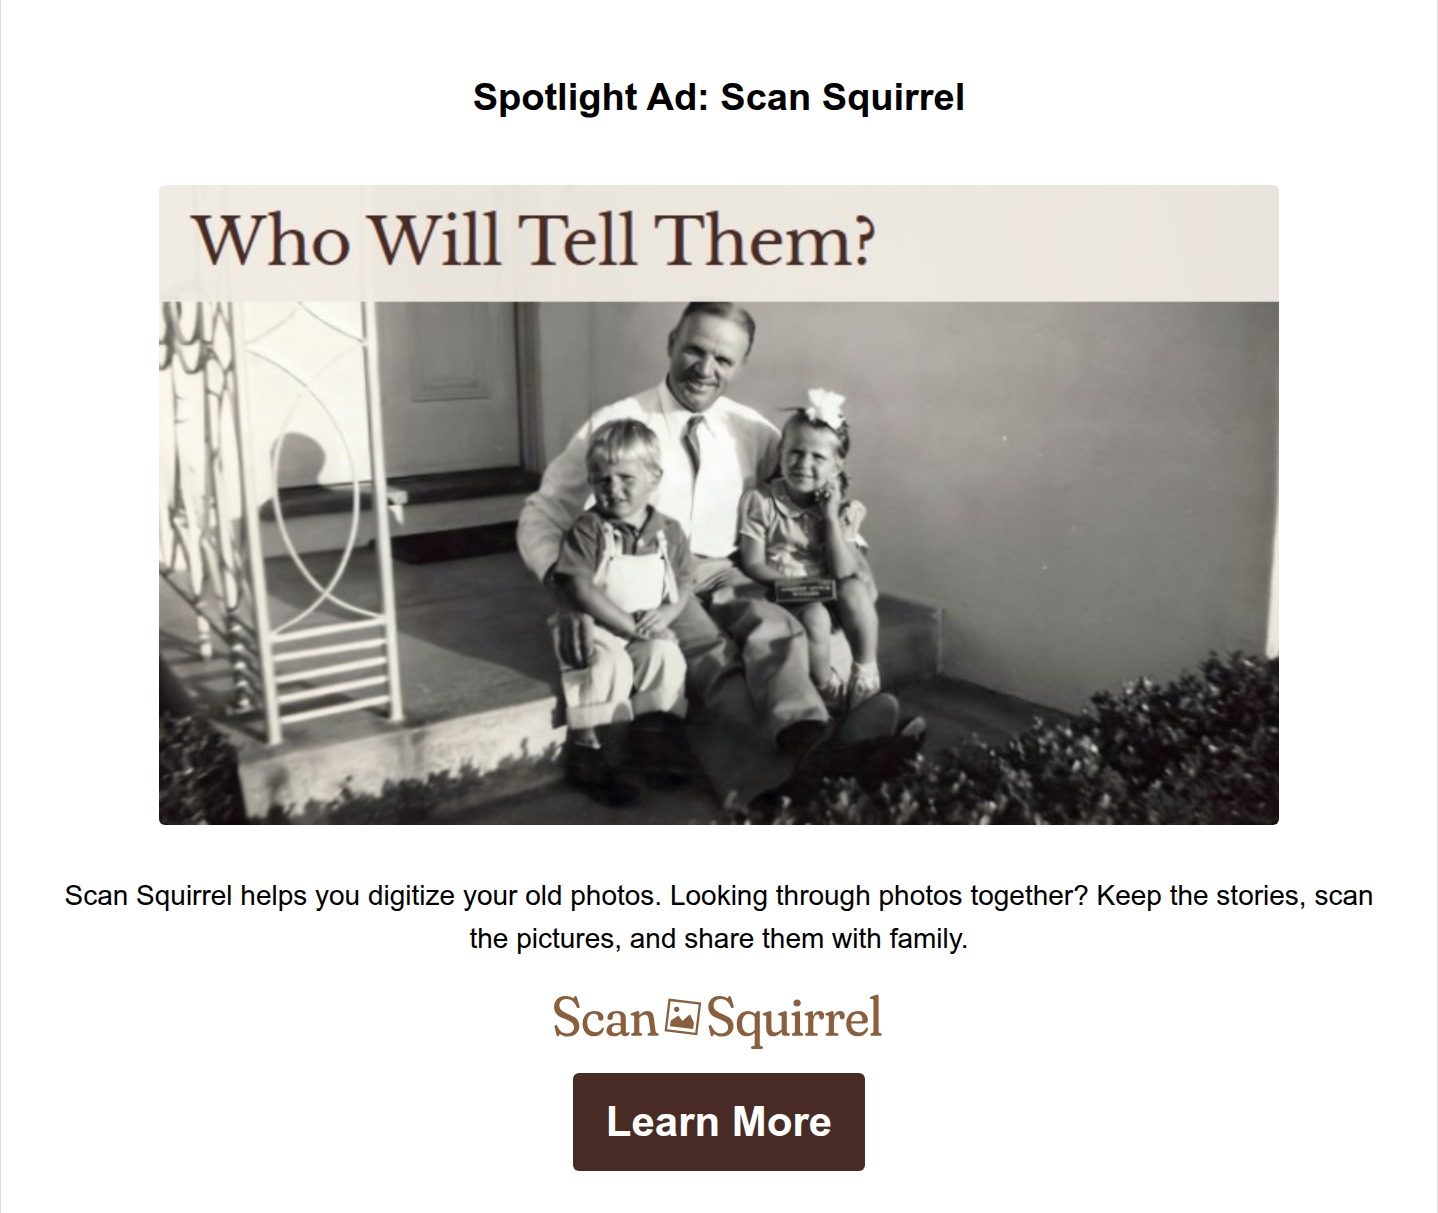 Spotlight Ad: Scan Squirrel
Who Will Tell Them?
Scan Squirrel helps you digitize your old photos. Looking through photos together? Keep the stories, scan
the pictures, and share them with family.
Scan Squirrel
Learn More